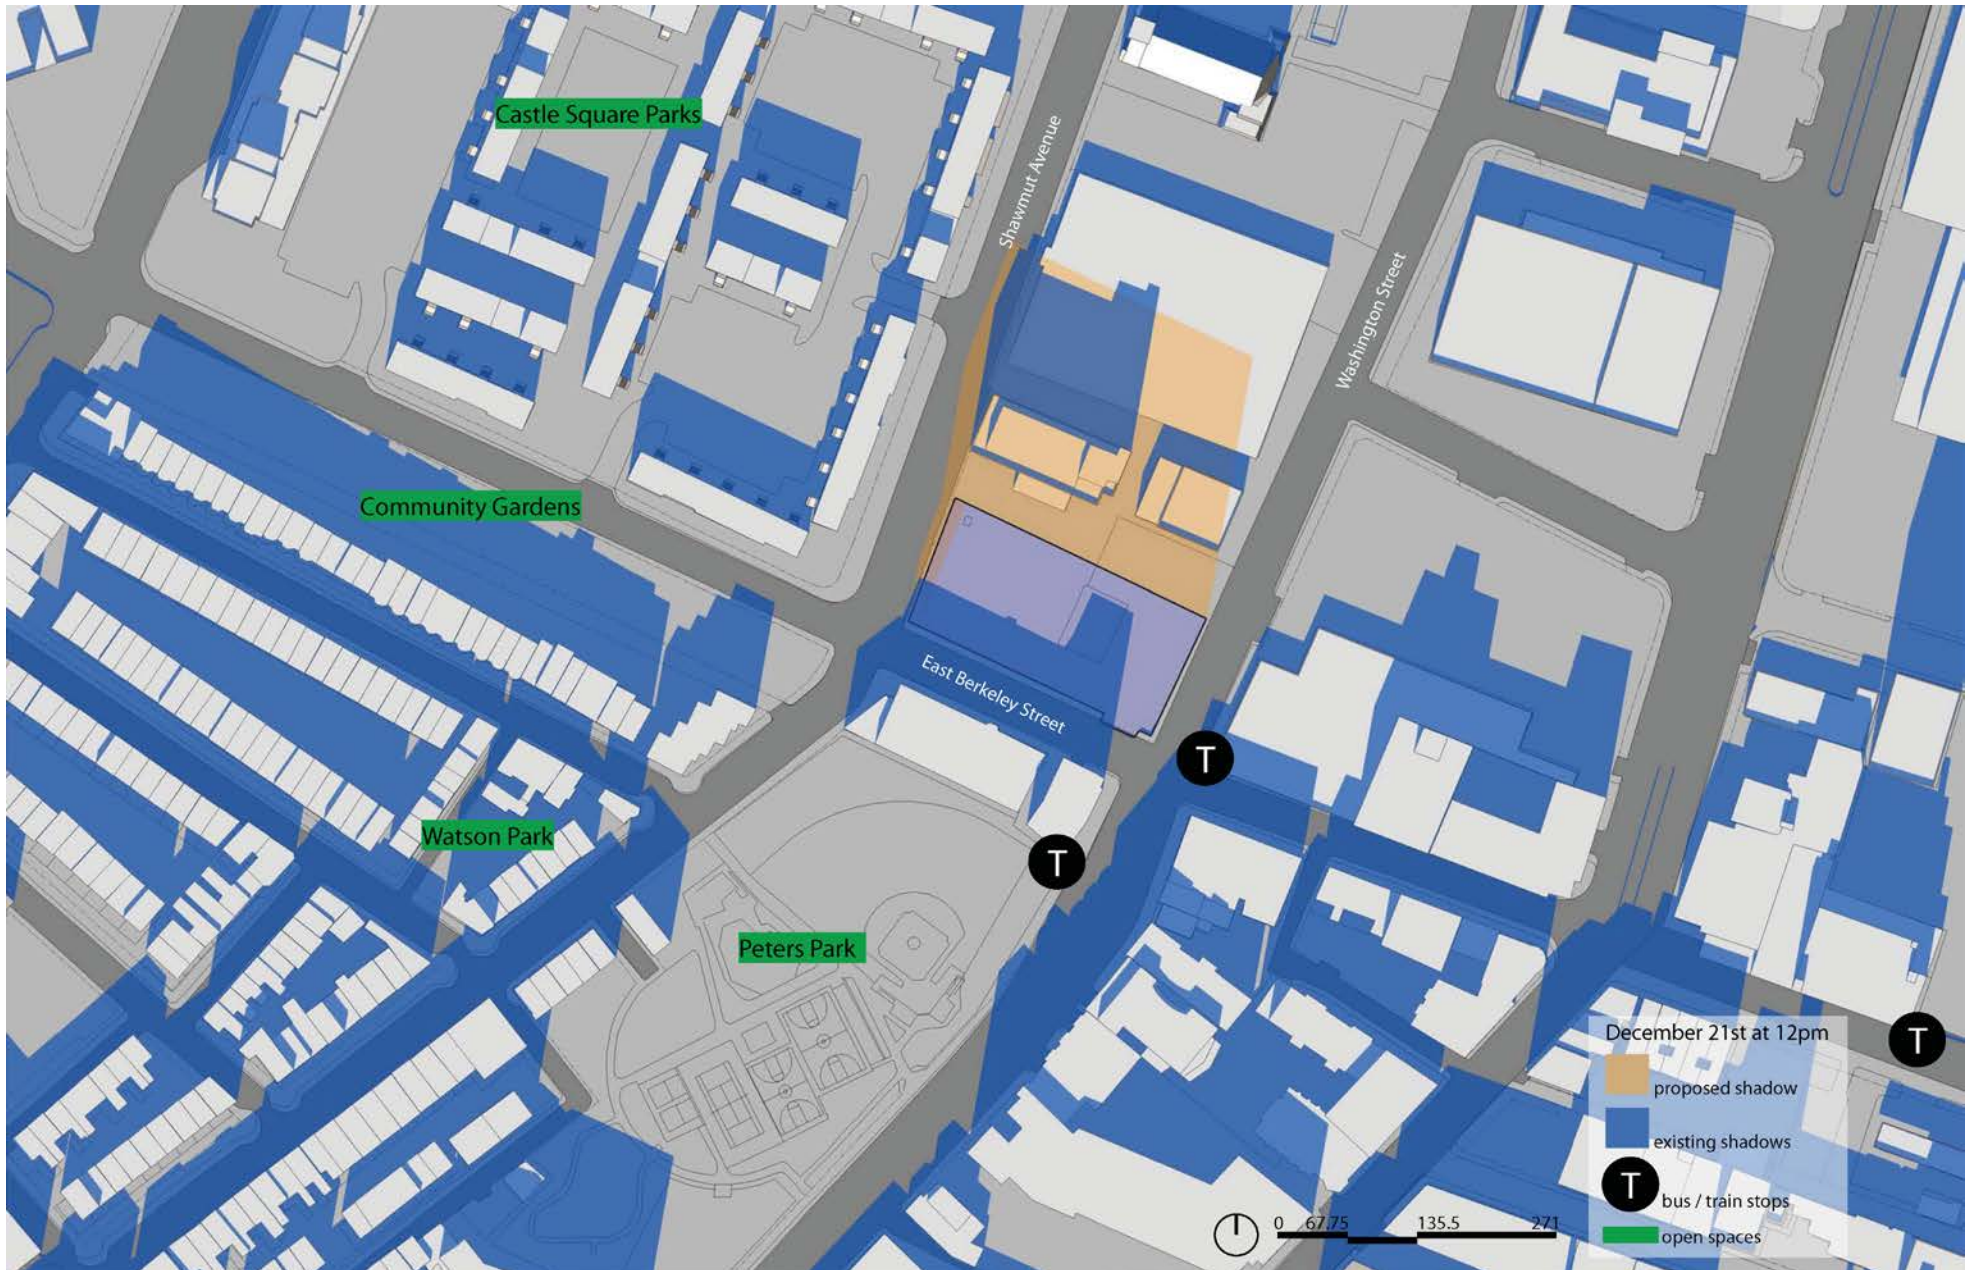 Castle Square Parks
Shawmut Avenue
Washington Street
Community Gardens
East Berkeley Street
T
Watson Park
T
Peters Park
December 21st at 12pm
proposed shadow
existing shadows
T
T
bus / train stops
0 67.75 135.5 271
open spaces